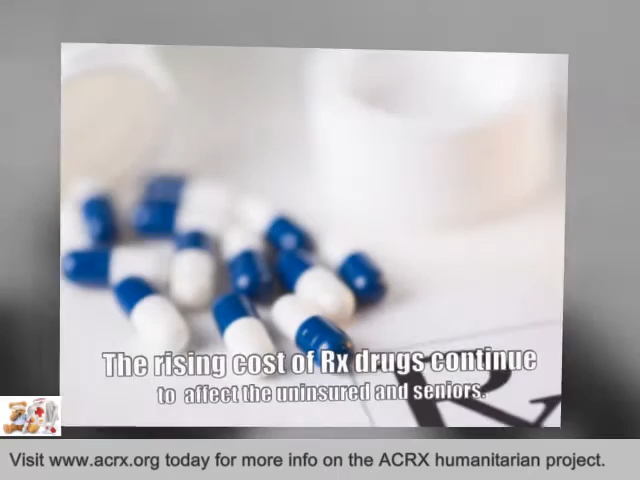 The rising cost of Rx drugs continue
to affect the uninsured and seniors.
Rx
Visit www.acrx.org today for more info on the ACRX humanitarian project.